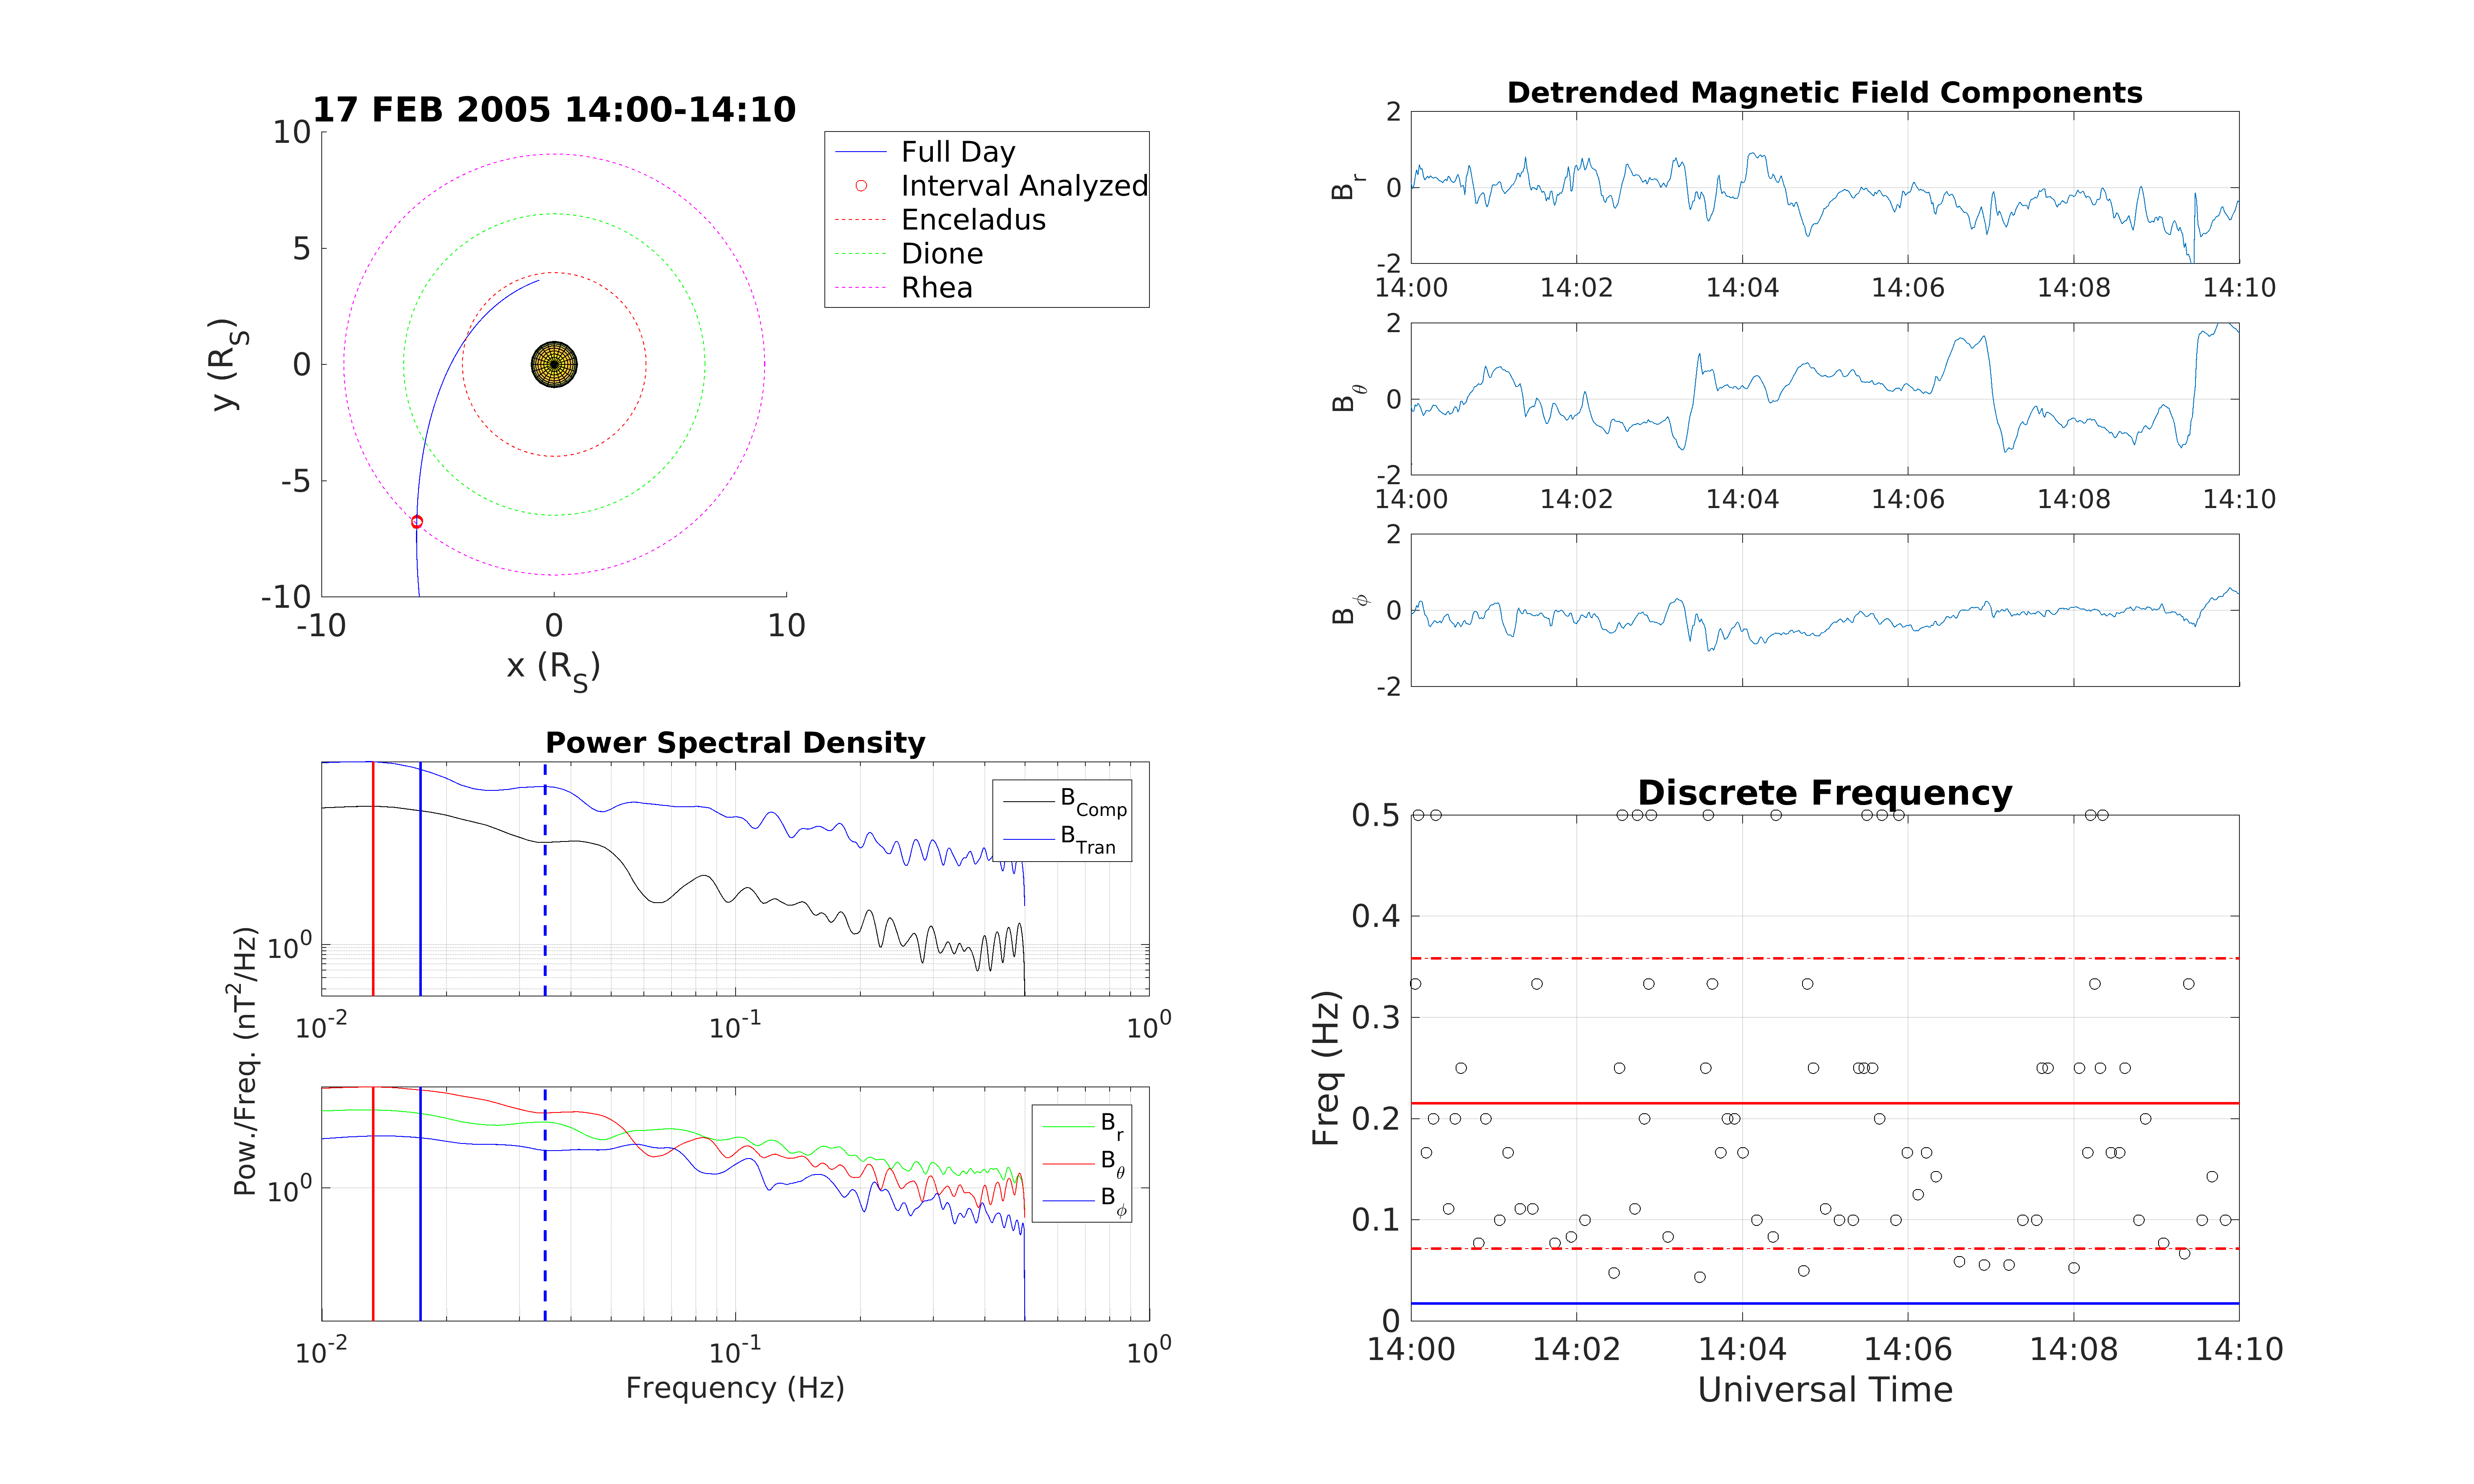 17 FEB 2005 14:00-14:10
10
5
0
-5
-10
-10
0
10
y (R_S)
x (R_S)
Full Day
Interval Analyzed
Enceladus
Dione
Rhea
Detrended Magnetic Field Components
2
0
-2
B_r
14:00
14:02
14:04
14:06
14:08
14:10
2
0
-2
B_θ
14:00
14:02
14:04
14:06
14:08
14:10
2
0
-2
B_ϕ
Power Spectral Density
10^0
B_Comp
B_Tran
10^-2
10^-1
10^0
Pow./Freq. (nT^2/Hz)
10^0
B_r
B_θ
B_ϕ
10^-2
10^-1
10^0
Frequency (Hz)
Discrete Frequency
0.5
0.4
0.3
0.2
0.1
0
Freq (Hz)
14:00
14:02
14:04
14:06
14:08
14:10
Universal Time